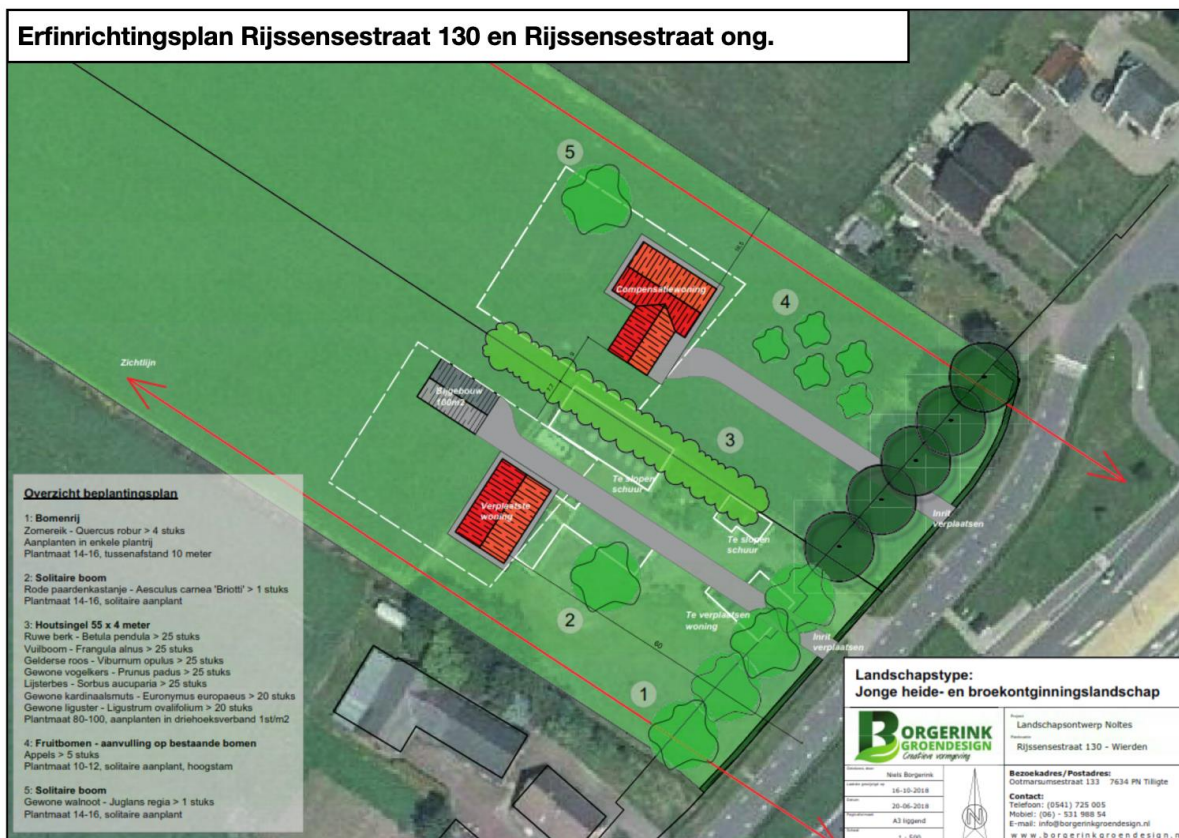 Erfinrichtingsplan Rijssensestraat 130 en Rijssensestraat ong.
5
Compensatiewoning
4
Zichtlijn
Bijgebouw
100m2
3
Te slopen
schuur
Verplaatste
woning
Te slopen
schuur
Inrit
verplaatsen
2
Te verplaatsen
woning
Inrit
verplaatsen
60
1
Overzicht beplantingsplan
1: Bomenrij
Zomereik - Quercus robur > 4 stuks
Aanplanten in enkele plantrij
Plantmaat 14-16, tussenafstand 10 meter
2: Solitaire boom
Rode paardenkastanje - Aesculus carnea 'Briotti' > 1 stuks
Plantmaat 14-16, solitaire aanplant
3: Houtsingel 55 x 4 meter
Ruwe berk - Betula pendula > 25 stuks
Vuilboom - Frangula alnus > 25 stuks
Gelderse roos - Viburnum opulus > 25 stuks
Gewone vogelkers - Prunus padus > 25 stuks
Lijsterbes - Sorbus aucuparia > 25 stuks
Gewone kardinaalsmuts - Euronymus europaeus > 20 stuks
Gewone liguster - Ligustrum ovalifolium > 20 stuks
Plantmaat 80-100, aanplanten in driehoeksverband 1st/m2
4: Fruitbomen - aanvulling op bestaande bomen
Appels > 5 stuks
Plantmaat 10-12, solitaire aanplant, hoogstam
5: Solitaire boom
Gewone walnoot - Juglans regia > 1 stuks
Plantmaat 14-16, solitaire aanplant
Landschapstype:
Jonge heide- en broekontginningslandschap
BORGERINK
GROENDESIGN
Creatieve vormgeving
Project
Landschapsontwerp Noltes
Rijssensestraat 130 - Wierden
Niels Borgerink
16-10-2018
Datum
20-06-2018
A3 liggend
Schaal
1 - 500
N
Bezoekadres/Postadres:
Ootmarsumsestraat 133 7634 PN Tilligte
Contact:
Telefoon: (0541) 725 005
Mobiel: (06) - 531 988 54
E-mail: info@borgerinkgroendesign.nl
www.borgerinkgroendesign.n